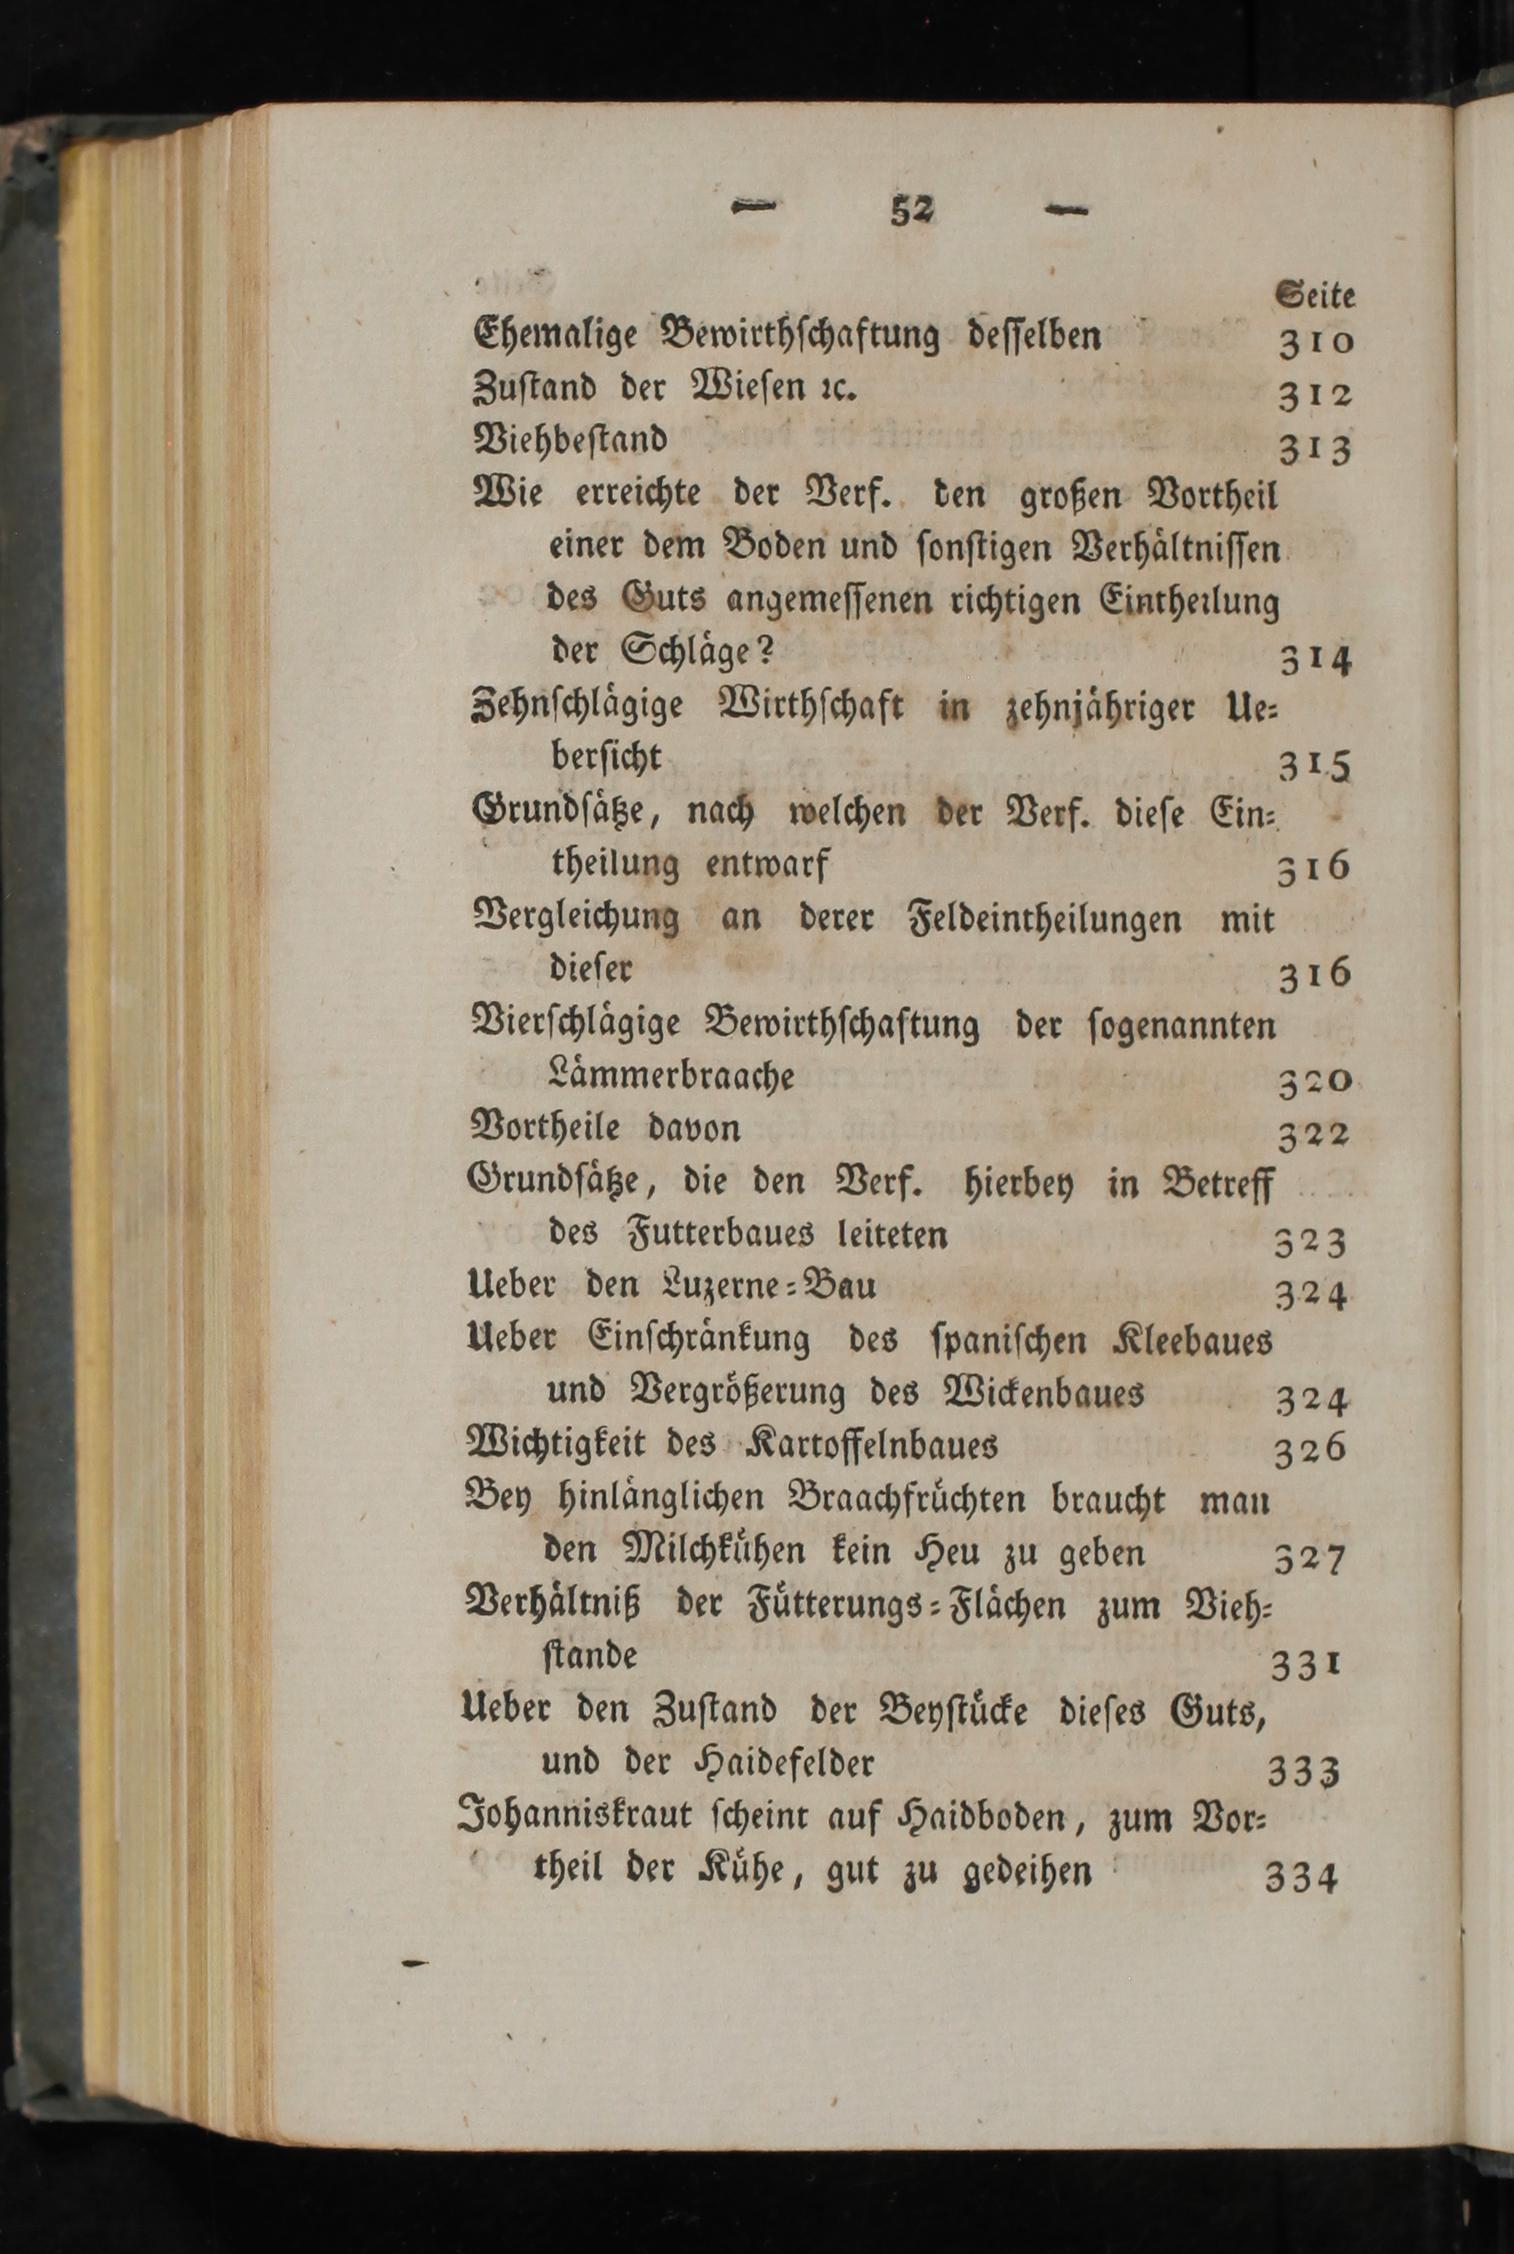 — 52 —
Seite
Ehemalige Bewirthſchaftung deſſelben 310
Zuſtand der Wieſen ꝛc. 312
Viehbeſtand 313
Wie erreichte der Verf. den großen Vortheil
einer dem Boden und ſonſtigen Verhältniſſen
des Guts angemeſſenen richtigen Eintheilung
der Schläge? 314
Zehnſchlägige Wirthſchaft in zehnjähriger Ue⸗
berſicht 315
Grundſätze, nach welchen der Verf. dieſe Ein⸗
theilung entwarf 316
Vergleichung an derer Feldeintheilungen mit
dieſer 316
Vierſchlägige Bewirthſchaftung der ſogenannten
Lämmerbraache 320
Vortheile davon 322
Grundſätze, die den Verf. hierbey in Betreff
des Futterbaues leiteten 323
Ueber den Luzerne⸗Bau 324
Ueber Einſchränkung des ſpaniſchen Kleebaues
und Vergrößerung des Wickenbaues 324
Wichtigkeit des Kartoffelnbaues 326
Bey hinlänglichen Braachfrüchten braucht man
den Milchkühen kein Heu zu geben 327
Verhältniß der Fütterungs⸗Flächen zum Vieh⸗
ſtande 331
Ueber den Zuſtand der Beyſtücke dieſes Guts,
und der Haidefelder 333
Johanniskraut ſcheint auf Haidboden, zum Vor⸗
theil der Kühe, gut zu gedeihen 334